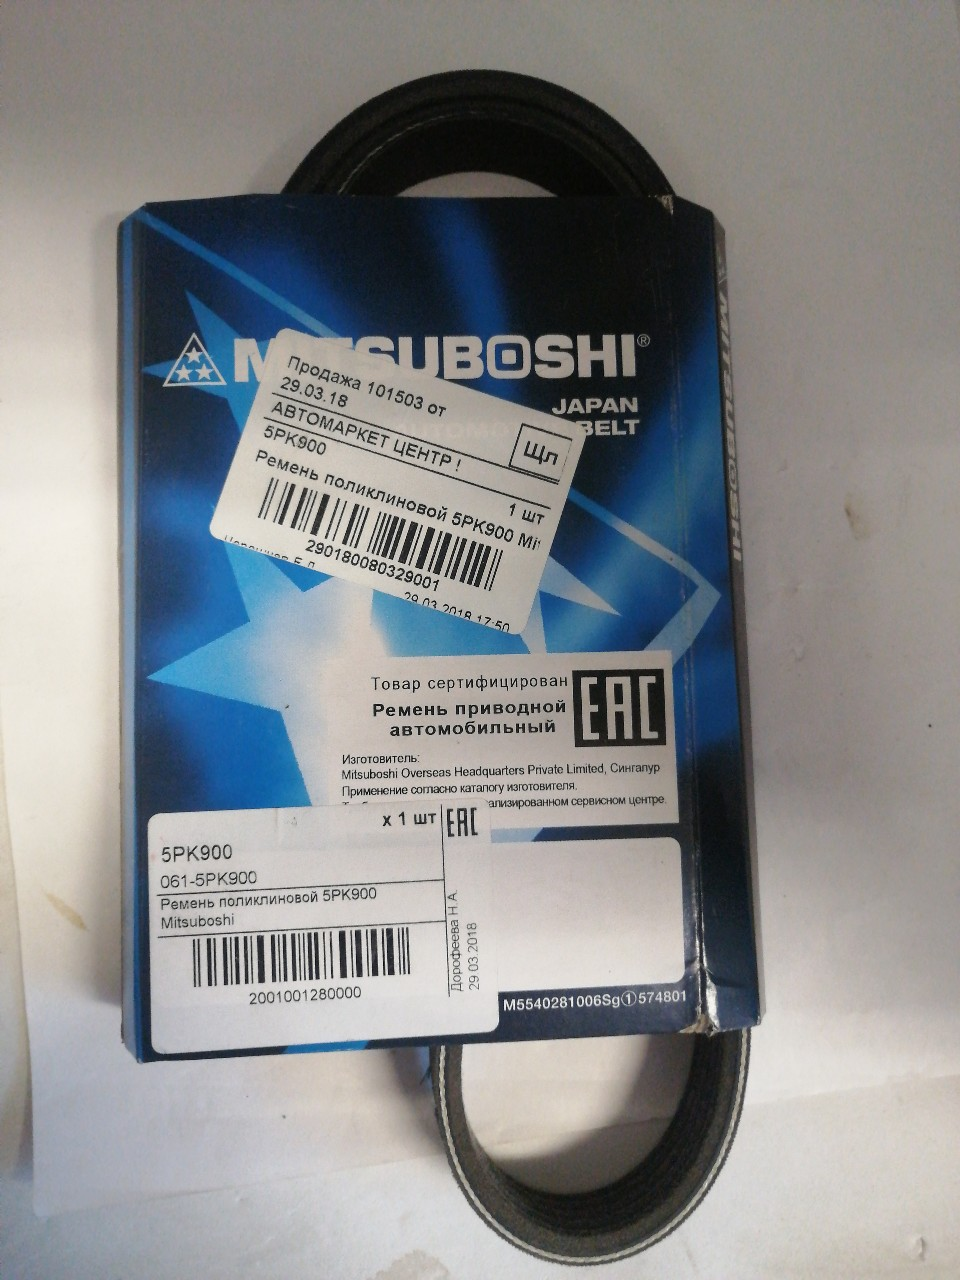 MITSUBOSHI®
JAPAN
BELT
MITSUBOSHI
Продажа 101503 от
29.03.18
АВТОМАРКЕТ ЦЕНТР !
Щл
5PK900
1 шт
Ремень поликлиновой 5PK900 Mi
290180080329001
29.03.2018 17:50
Товар сертифицирован
Ремень приводной
автомобильный
EAC
Изготовитель:
Mitsuboshi Overseas Headquarters Private Limited, Сингапур
Применение согласно каталогу изготовителя.
сервисном центре.
x 1 шт
EAC
5PK900
061-5PK900
Ремень поликлиновой 5PK900
Mitsuboshi
2001001280000
Дорофеева Н.А.
29.03.2018
M5540281006Sg①574801